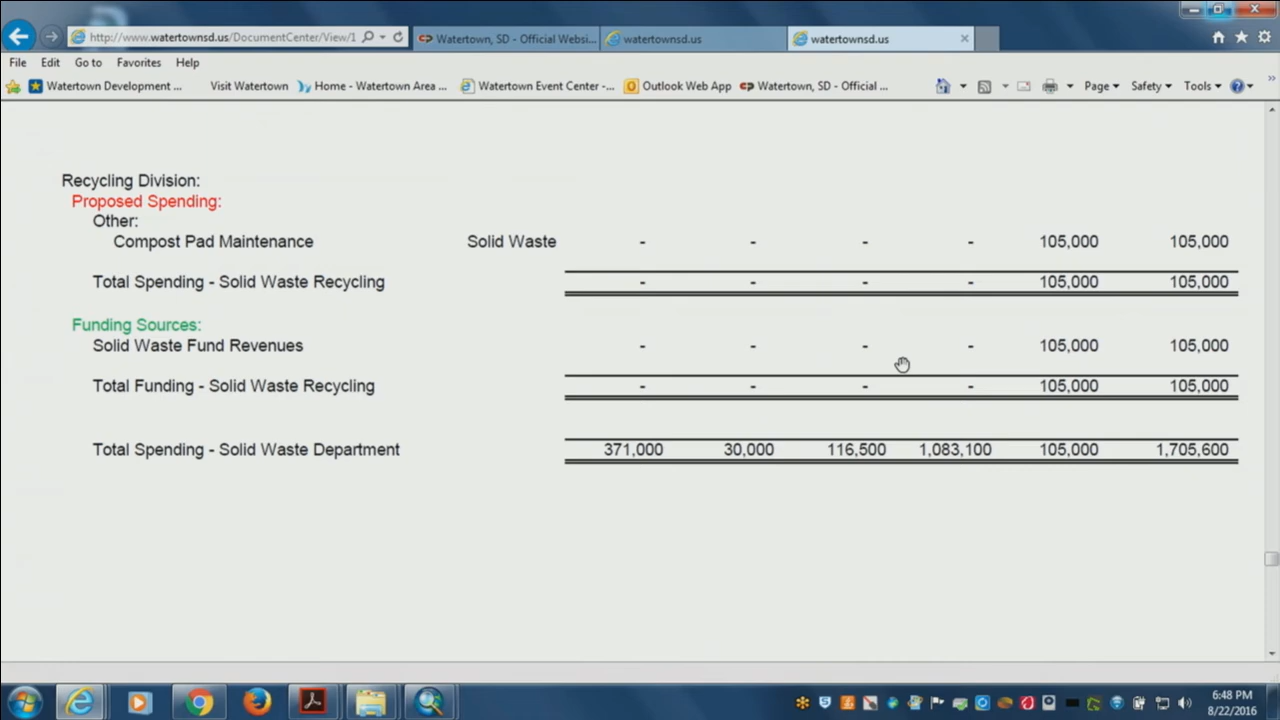 http://www.watertownsd.us/DocumentCenter/View/1
Watertown, SD - Official Websi...
watertownsd.us
watertownsd.us
File Edit Go to Favorites Help
Watertown Development ... Visit Watertown Home - Watertown Area ... Watertown Event Center -... Outlook Web App Watertown, SD - Official ... Page Safety Tools
Recycling Division:
Proposed Spending:
Other:
Compost Pad Maintenance Solid Waste - - - - 105,000 105,000
Total Spending - Solid Waste Recycling - - - - 105,000 105,000
Funding Sources:
Solid Waste Fund Revenues - - - - 105,000 105,000
Total Funding - Solid Waste Recycling - - - - 105,000 105,000
Total Spending - Solid Waste Department 371,000 30,000 116,500 1,083,100 105,000 1,705,600
6:48 PM
8/22/2016